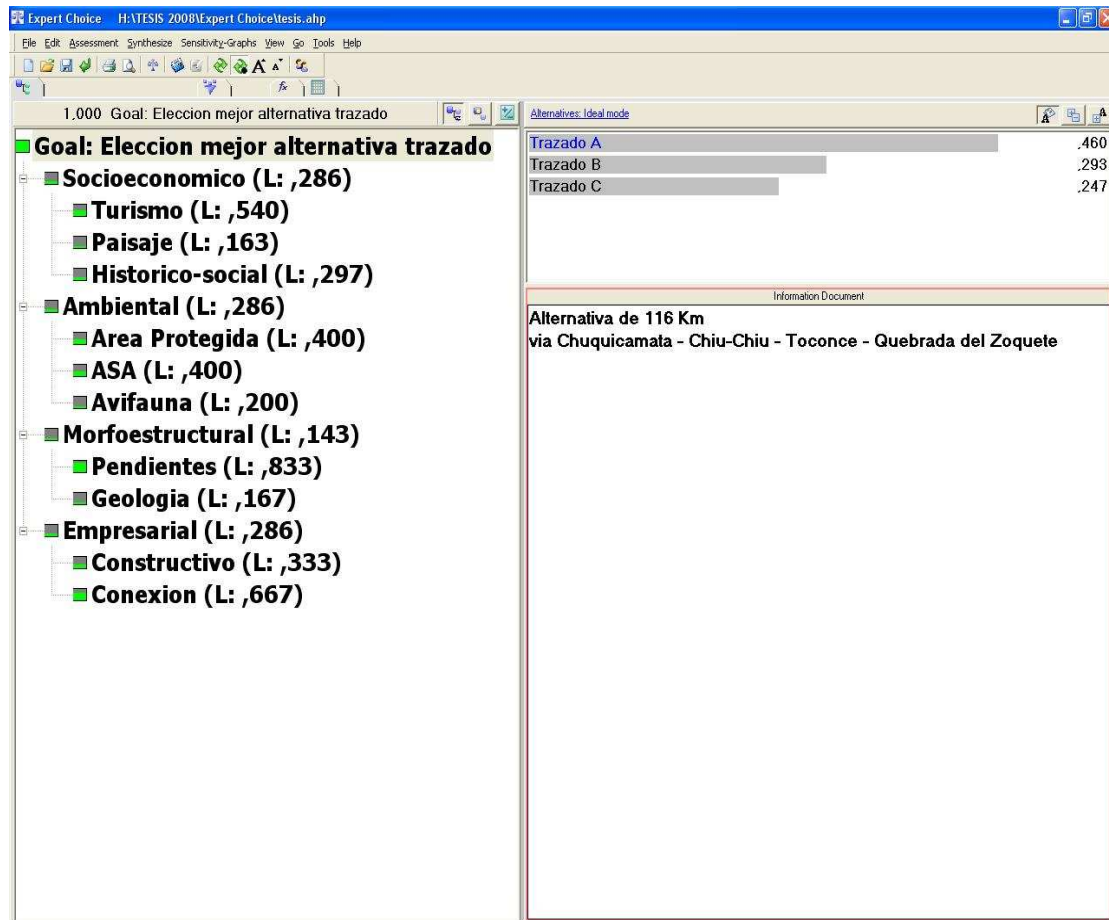 Expert Choice H:\TESIS 2008\Expert Choice\tesis.ahp
File Edit Assessment Synthesize Sensitivity-Graphs View Go Tools Help
1,000 Goal: Eleccion mejor alternativa trazado
Goal: Eleccion mejor alternativa trazado
Socioeconomico (L: ,286)
Turismo (L: ,540)
Paisaje (L: ,163)
Historico-social (L: ,297)
Ambiental (L: ,286)
Area Protegida (L: ,400)
ASA (L: ,400)
Avifauna (L: ,200)
Morfoestructural (L: ,143)
Pendientes (L: ,833)
Geologia (L: ,167)
Empresarial (L: ,286)
Constructivo (L: ,333)
Conexion (L: ,667)
Alternatives: Ideal mode
Trazado A ,460
Trazado B ,293
Trazado C ,247
Information Document
Alternativa de 116 Km
via Chuquicamata - Chiu-Chiu - Toconce - Quebrada del Zoquete